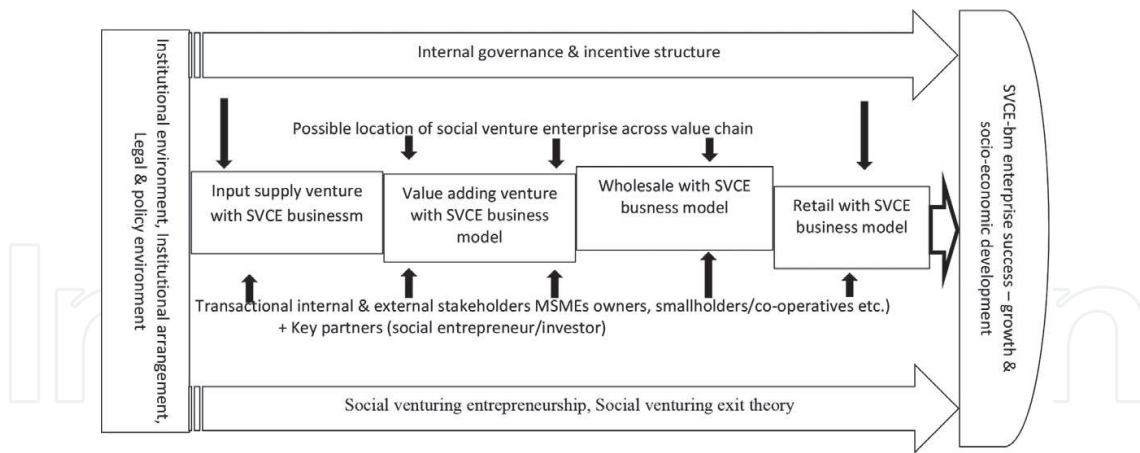 Institutional environment, Institutional arrangement,
Legal & policy environment
Internal governance & incentive structure
Possible location of social venture enterprise across value chain
Input supply venture
with SVCE businessm
Value adding venture
with SVCE business
model
Wholesale with SVCE
busness model
Retail with SVCE
business model
Transactional internal & external stakeholders MSMEs owners, smallholders/co-operatives etc.)
+ Key partners (social entrepreneur/investor)
Social venturing entrepreneurship, Social venturing exit theory
SVCE-bm enterprise success – growth &
socio-economic development